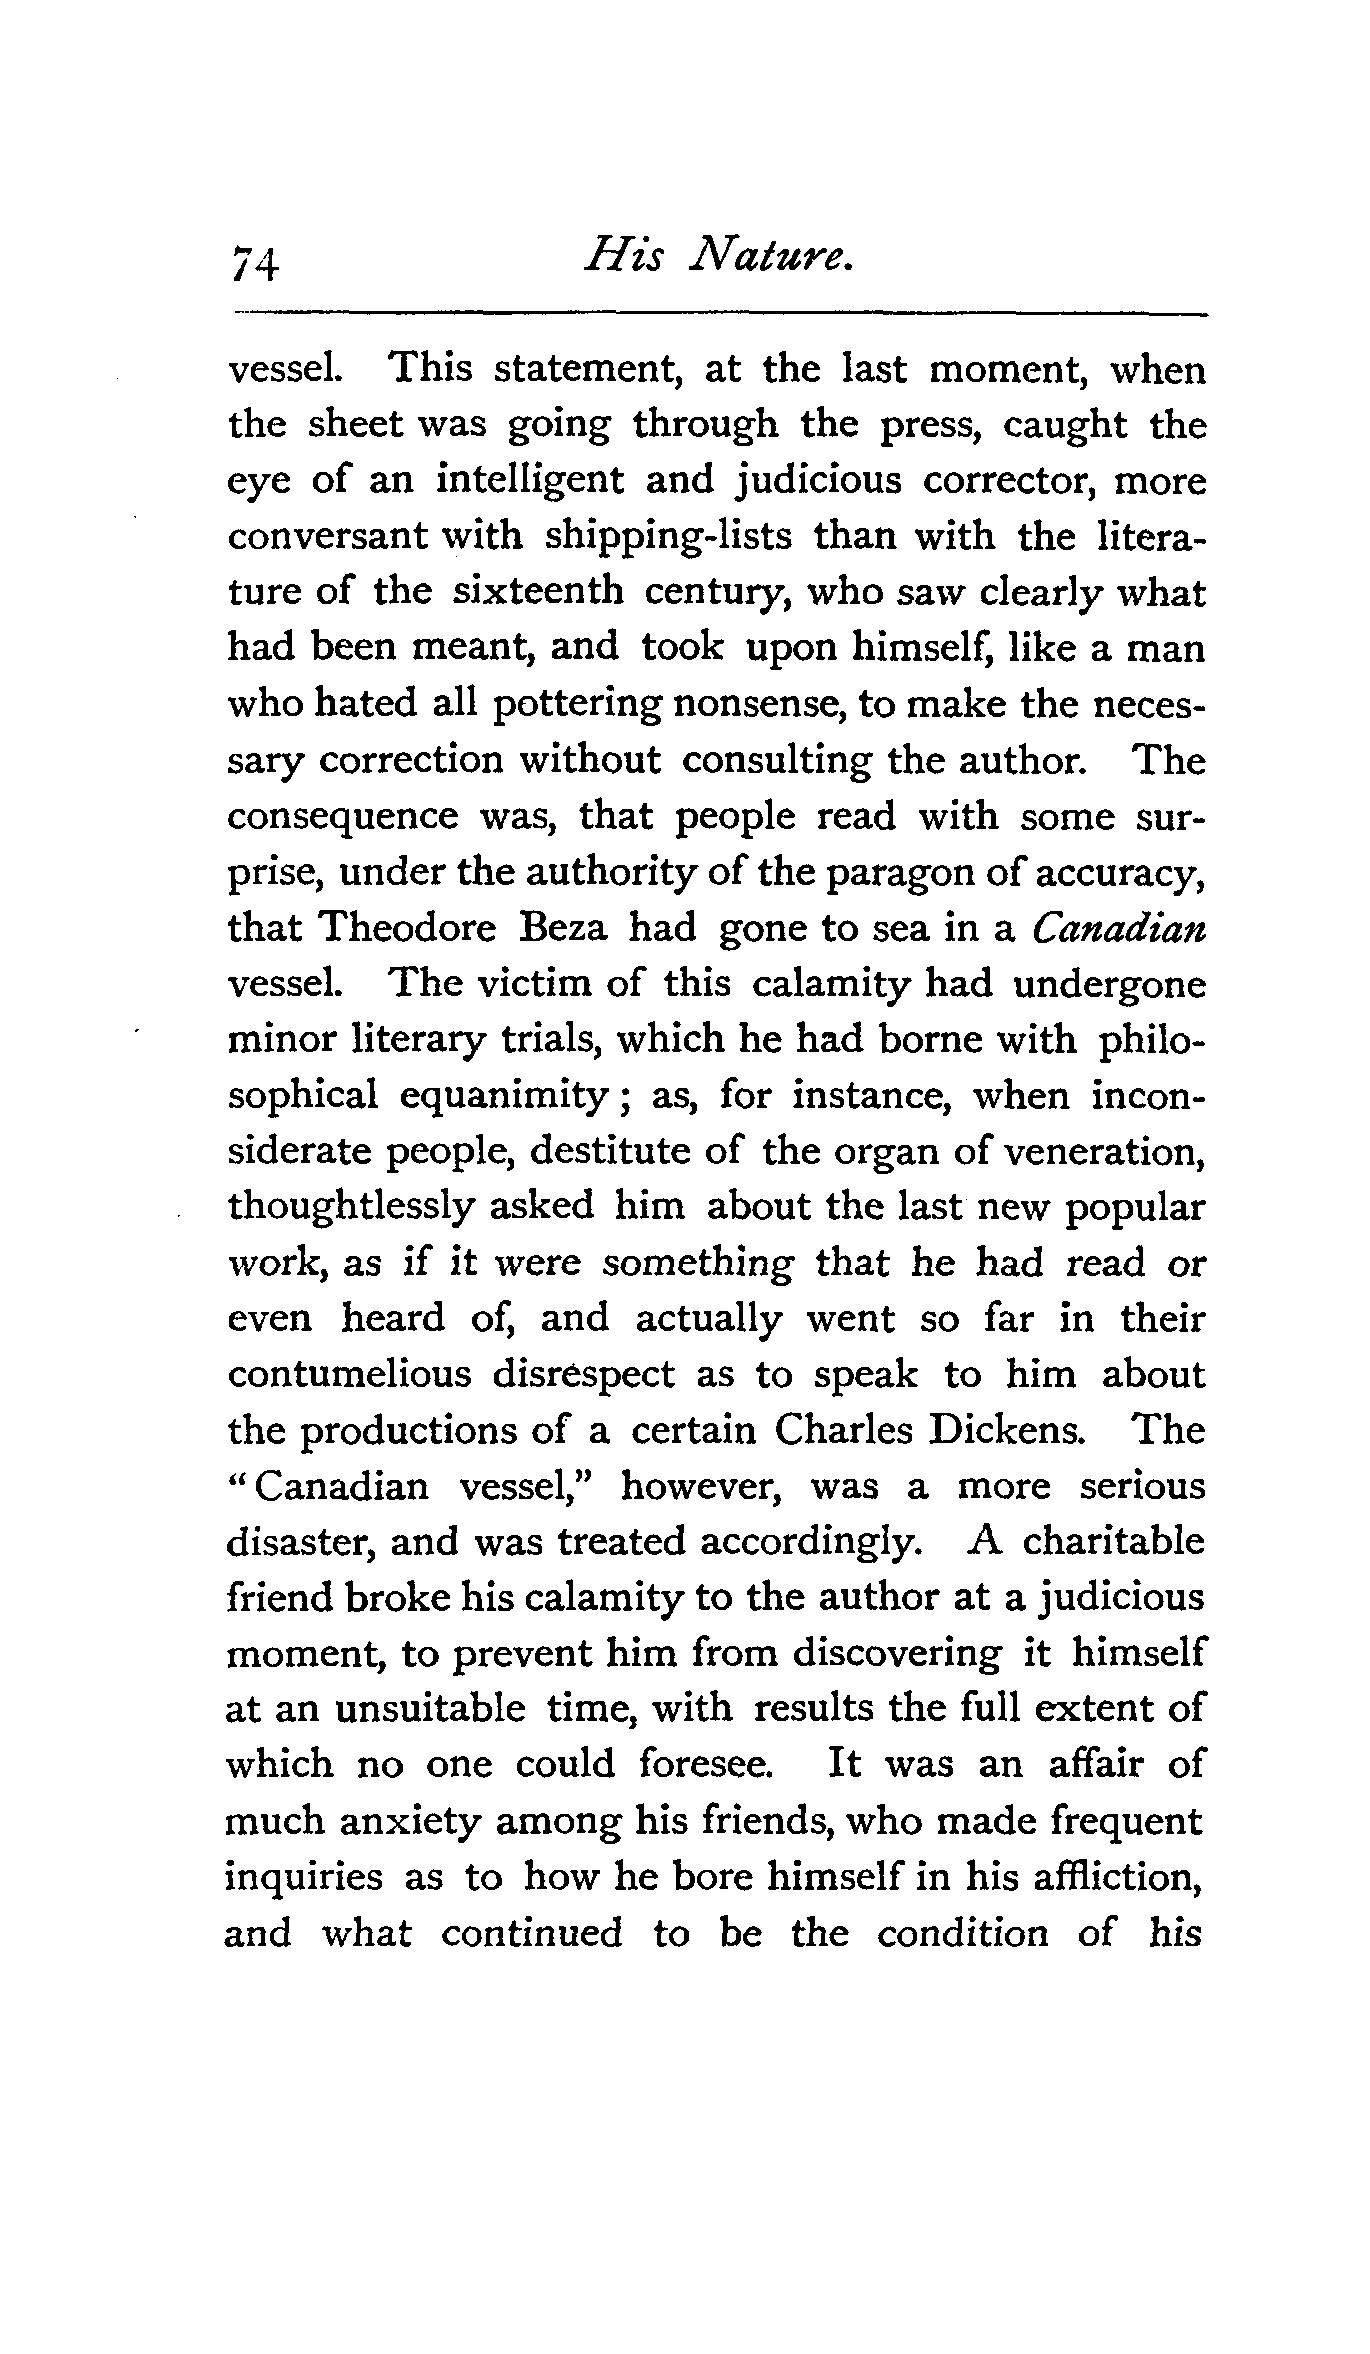 74 His Nature.
vessel. This statement, at the last moment, when
the sheet was going through the press, caught the
eye of an intelligent and judicious corrector, more
conversant with shipping-lists than with the litera-
ture of the sixteenth century, who saw clearly what
had been meant, and took upon himself, like a man
who hated all pottering nonsense, to make the neces-
sary correction without consulting the author. The
consequence was, that people read with some sur-
prise, under the authority of the paragon of accuracy,
that Theodore Beza had gone to sea in a Canadian
vessel. The victim of this calamity had undergone
minor literary trials, which he had borne with philo-
sophical equanimity; as, for instance, when incon-
siderate people, destitute of the organ of veneration,
thoughtlessly asked him about the last new popular
work, as if it were something that he had read or
even heard of, and actually went so far in their
contumelious disrespect as to speak to him about
the productions of a certain Charles Dickens. The
"Canadian vessel," however, was a more serious
disaster, and was treated accordingly. A charitable
friend broke his calamity to the author at a judicious
moment, to prevent him from discovering it himself
at an unsuitable time, with results the full extent of
which no one could foresee. It was an affair of
much anxiety among his friends, who made frequent
inquiries as to how he bore himself in his affliction,
and what continued to be the condition of his